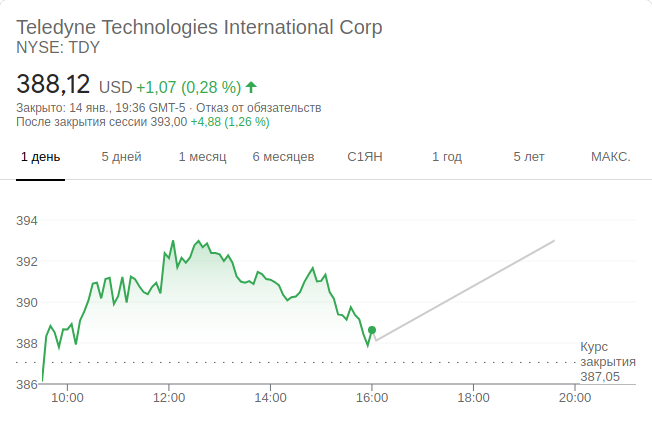 Teledyne Technologies International Corp
NYSE: TDY
388,12 USD +1,07 (0,28 %)
Закрыто: 14 янв., 19:36 GMT-5 · Отказ от обязательств
После закрытия сессии 393,00 +4,88 (1,26 %)
1 день 5 дней 1 месяц 6 месяцев С1ЯН 1 год 5 лет МАКС.
394
392
390
388
Курс
закрытия
387,05
386
10:00 12:00 14:00 16:00 18:00 20:00